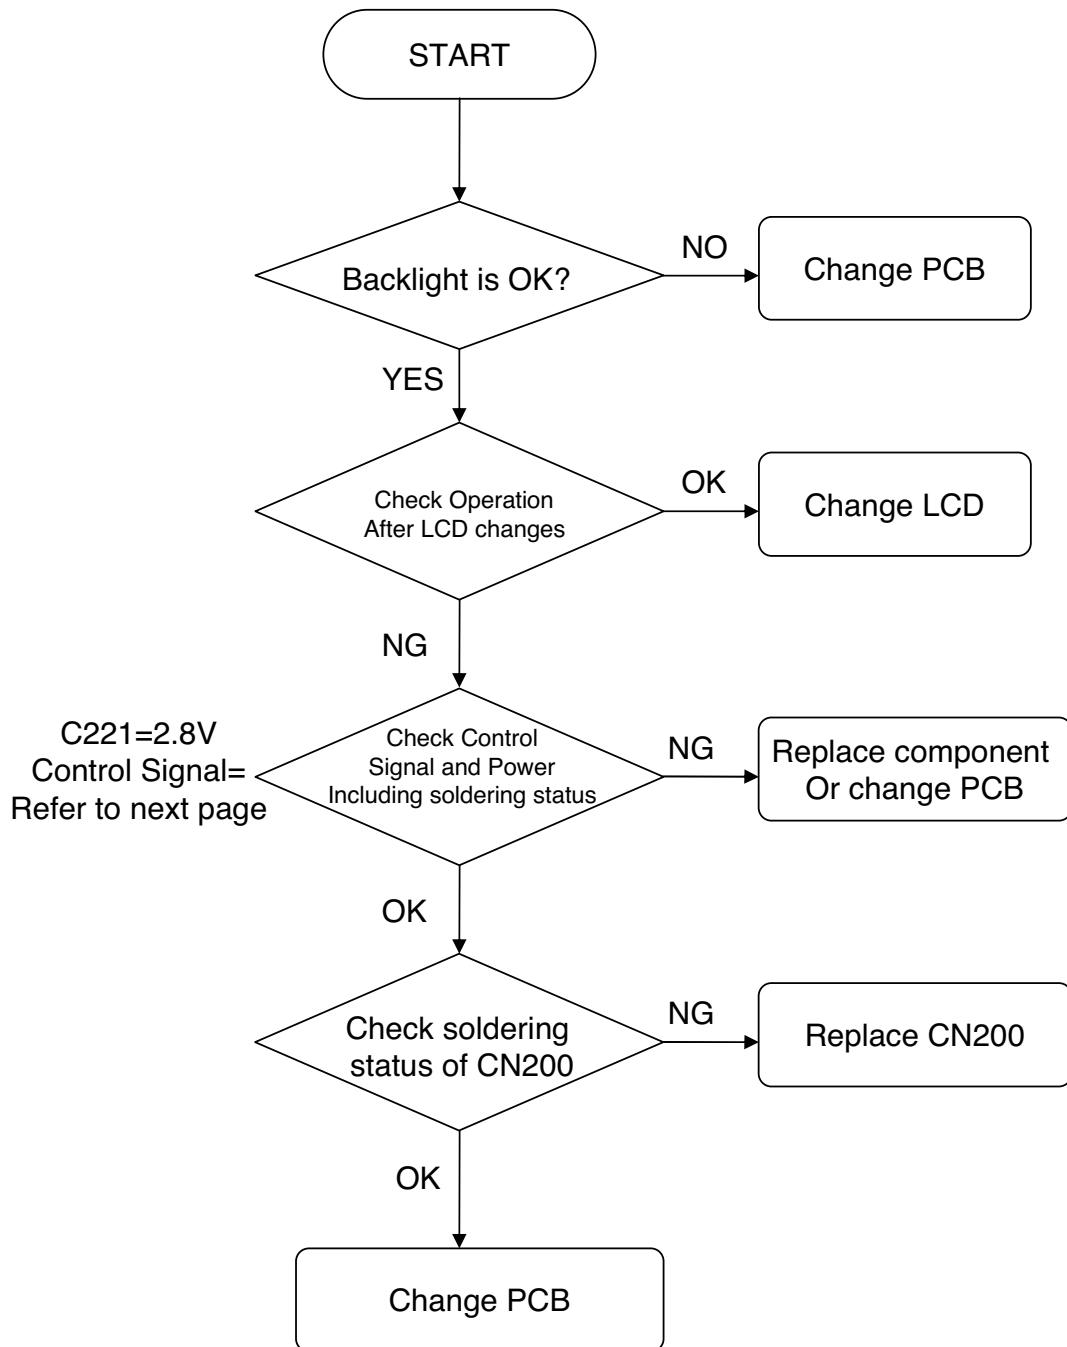 START
Backlight is OK?
NO
Change PCB
YES
Check Operation
After LCD changes
OK
Change LCD
NG
C221=2.8V
Control Signal=
Refer to next page
Check Control
Signal and Power
Including soldering status
NG
Replace component
Or change PCB
OK
Check soldering
status of CN200
NG
Replace CN200
OK
Change PCB